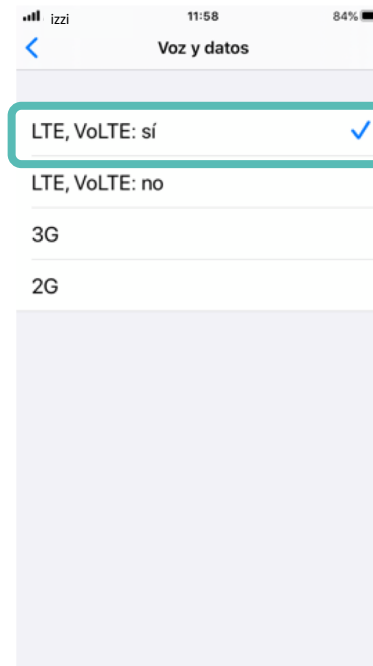 izzi 11:58 84%
Voz y datos
LTE, VoLTE: sí
LTE, VoLTE: no
3G
2G